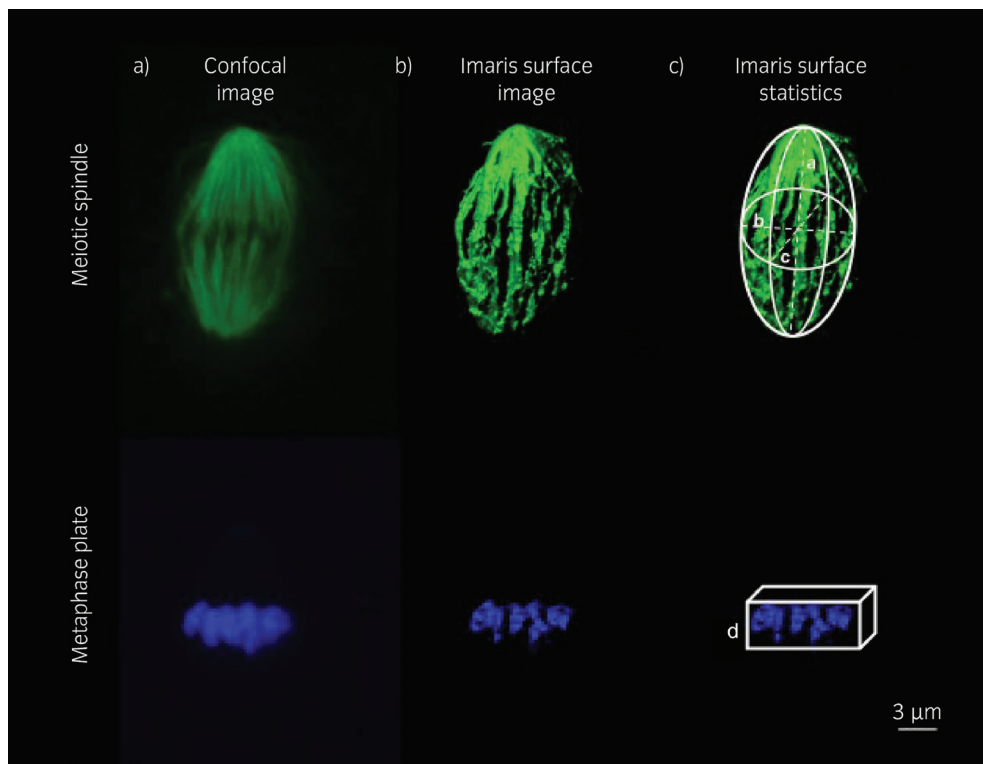 a)
Confocal
image
b)
Imaris surface
image
c)
Imaris surface
statistics
Meiotic spindle
a
b
c
Metaphase plate
d
3 µm